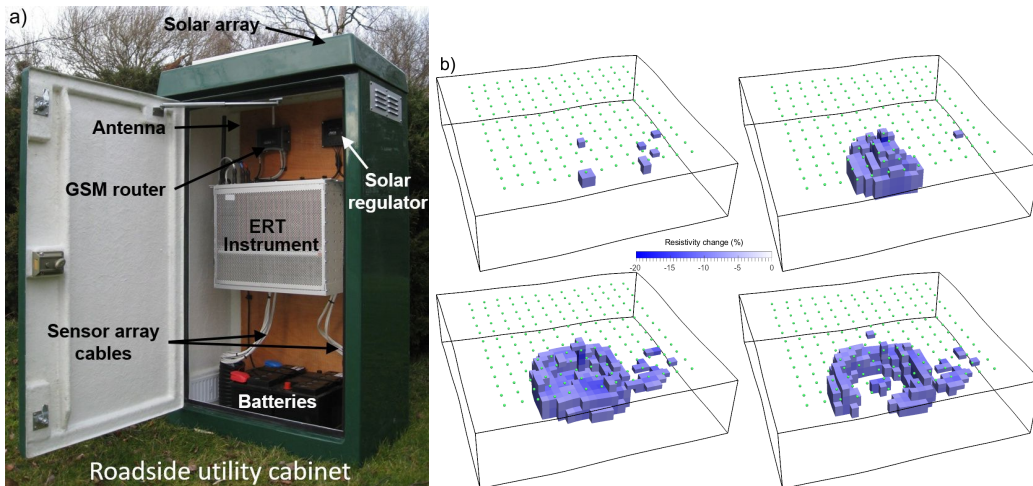 a)
Solar array
Antenna
GSM router
Solar
regulator
ERT
Instrument
Sensor array
cables
Batteries
Roadside utility cabinet
b)
Resistivity change (%)
-20 -15 -10 -5 0